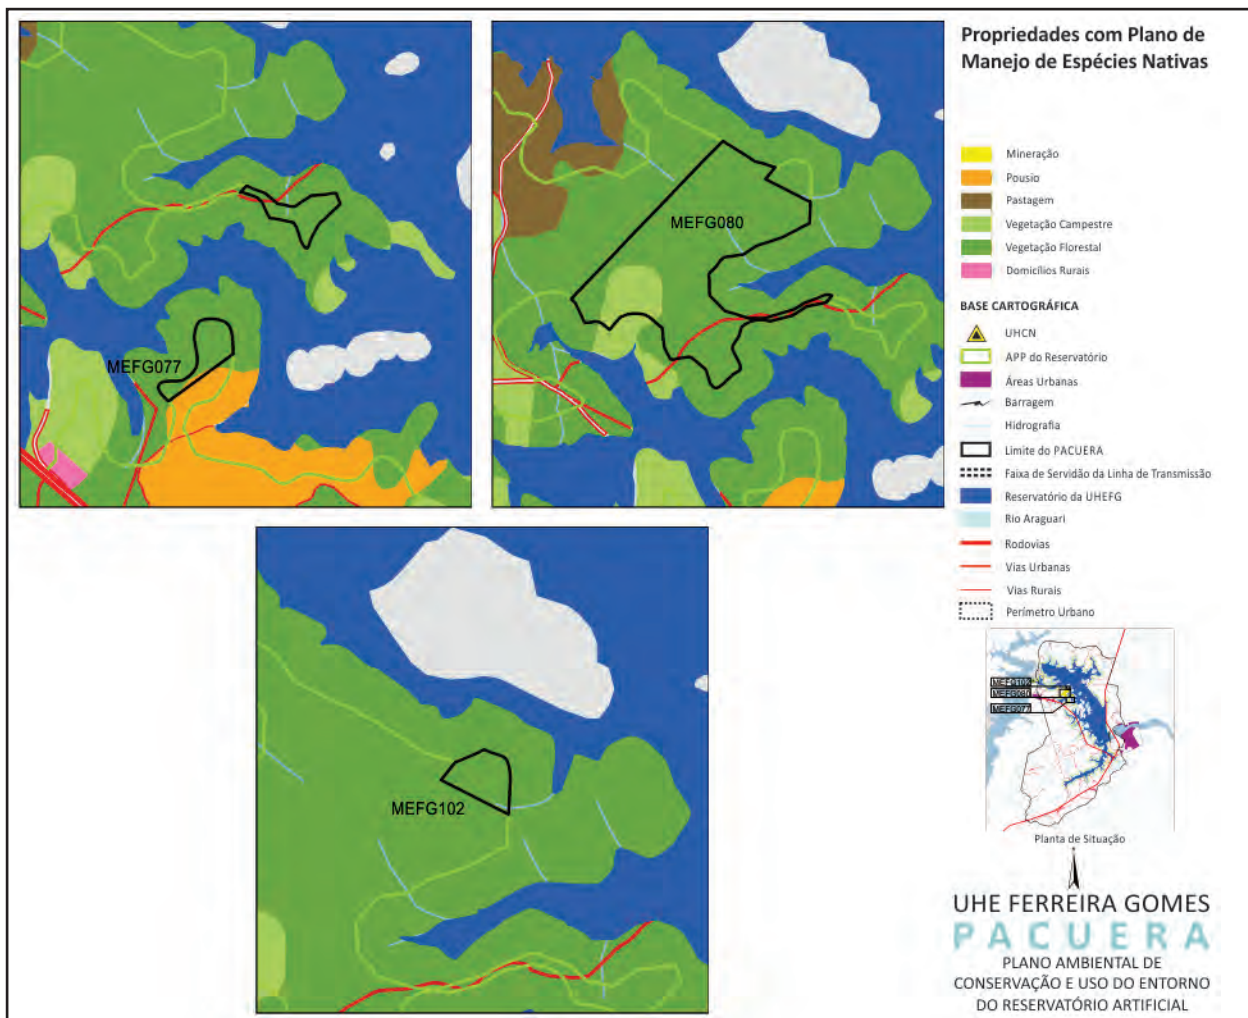 Propriedades com Plano de
Manejo de Espécies Nativas
MEFG077
MEFG080
MEFG102
Mineração
Pousio
Pastagem
Vegetação Campestre
Vegetação Florestal
Domicílios Rurais
BASE CARTOGRÁFICA
UHCN
APP do Reservatório
Áreas Urbanas
Barragem
Hidrografia
Limite do PACUERA
Faixa de Servidão da Linha de Transmissão
Reservatório da UHEFG
Rio Araguari
Rodovias
Vias Urbanas
Vias Rurais
Perímetro Urbano
MEFG102
MEFG080
MEFG077
Planta de Situação
UHE FERREIRA GOMES
PACUERA
PLANO AMBIENTAL DE
CONSERVAÇÃO E USO DO ENTORNO
DO RESERVATÓRIO ARTIFICIAL